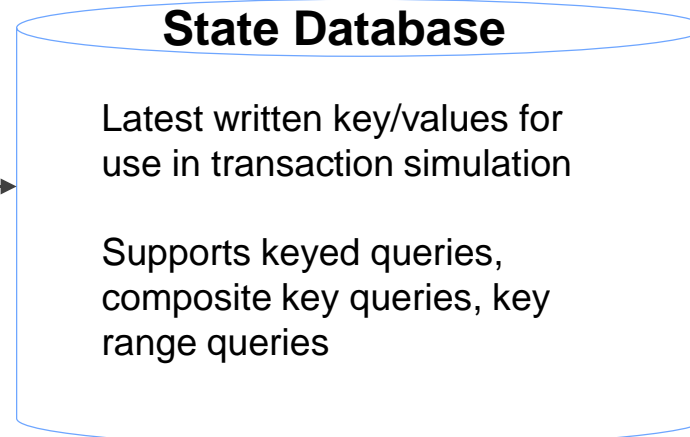 State Database
Latest written key/values for
use in transaction simulation
Supports keyed queries,
composite key queries, key
range queries